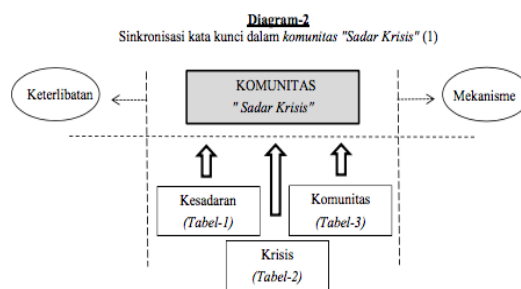 Diagram-2
Sinkronisasi kata kunci dalam komunitas "Sadar Krisis" (1)
KOMUNITAS
" Sadar Krisis"
Keterlibatan
Mekanisme
Kesadaran
(Tabel-1)
Komunitas
(Tabel-3)
Krisis
(Tabel-2)